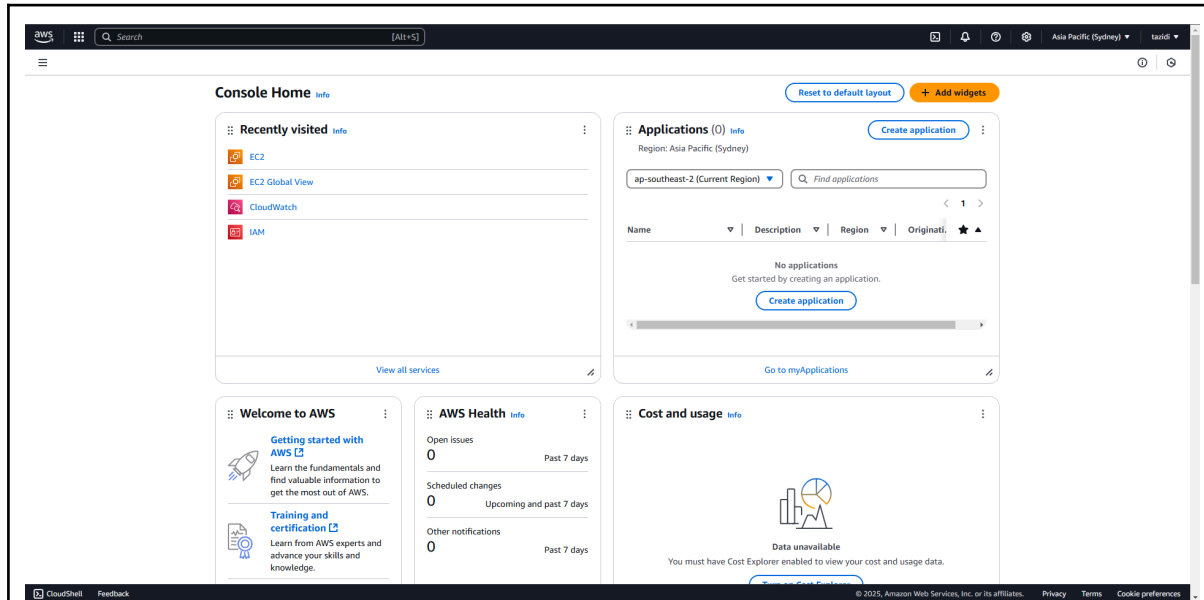 aws
Search [Alt+S]
Asia Pacific (Sydney)
tazidi
Console Home Info
Reset to default layout
+ Add widgets
Recently visited Info
EC2
EC2 Global View
CloudWatch
IAM
View all services
Applications (0) Info
Create application
Region: Asia Pacific (Sydney)
ap-southeast-2 (Current Region)
Find applications
1
Name Description Region Originati.
No applications
Get started by creating an application.
Create application
Go to myApplications
Welcome to AWS
Getting started with
AWS
Learn the fundamentals and
find valuable information to
get the most out of AWS.
Training and
certification
Learn from AWS experts and
advance your skills and
knowledge.
AWS Health Info
Open issues
0 Past 7 days
Scheduled changes
0 Upcoming and past 7 days
Other notifications
0 Past 7 days
Cost and usage Info
Data unavailable
You must have Cost Explorer enabled to view your cost and usage data.
Turn on Cost Explorer
CloudShell Feedback
© 2025, Amazon Web Services, Inc. or its affiliates. Privacy Terms Cookie preferences